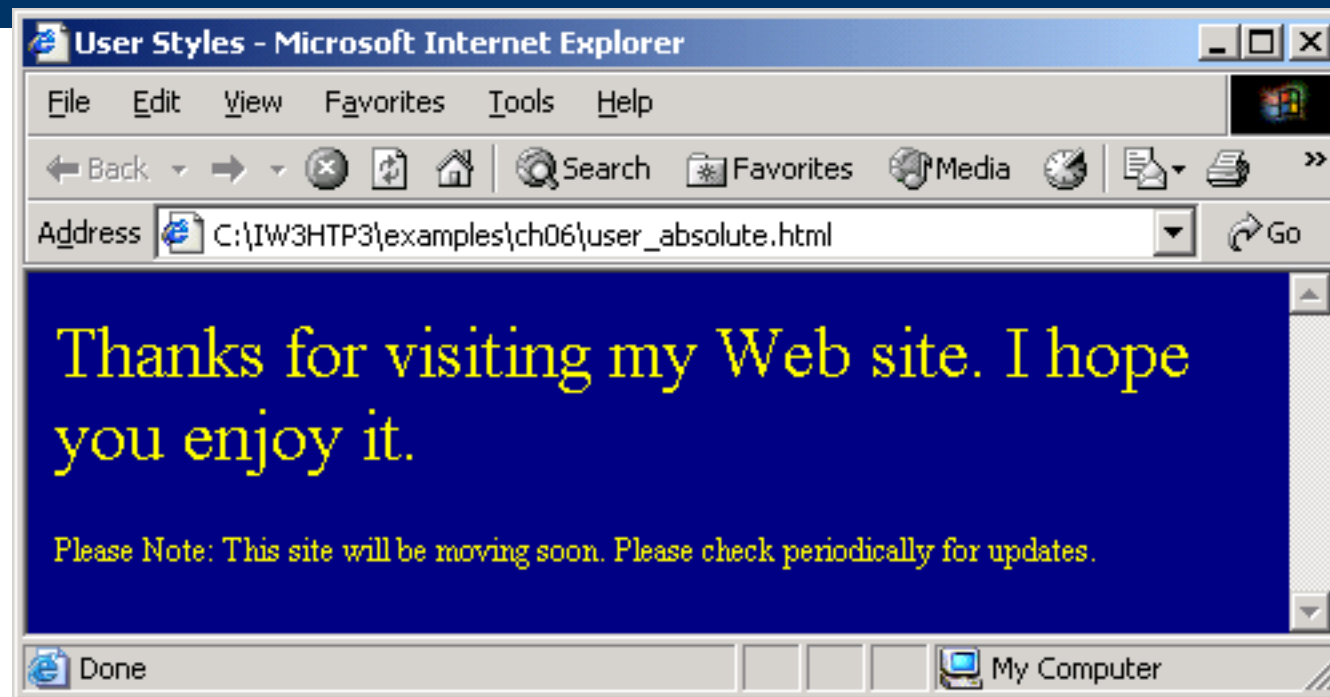 User Styles - Microsoft Internet Explorer
File Edit View Favorites Tools Help
Back Search Favorites Media »
Address C:\IW3HTP3\examples\ch06\user_absolute.html Go
Thanks for visiting my Web site. I hope
you enjoy it.
Please Note: This site will be moving soon. Please check periodically for updates.
Done My Computer